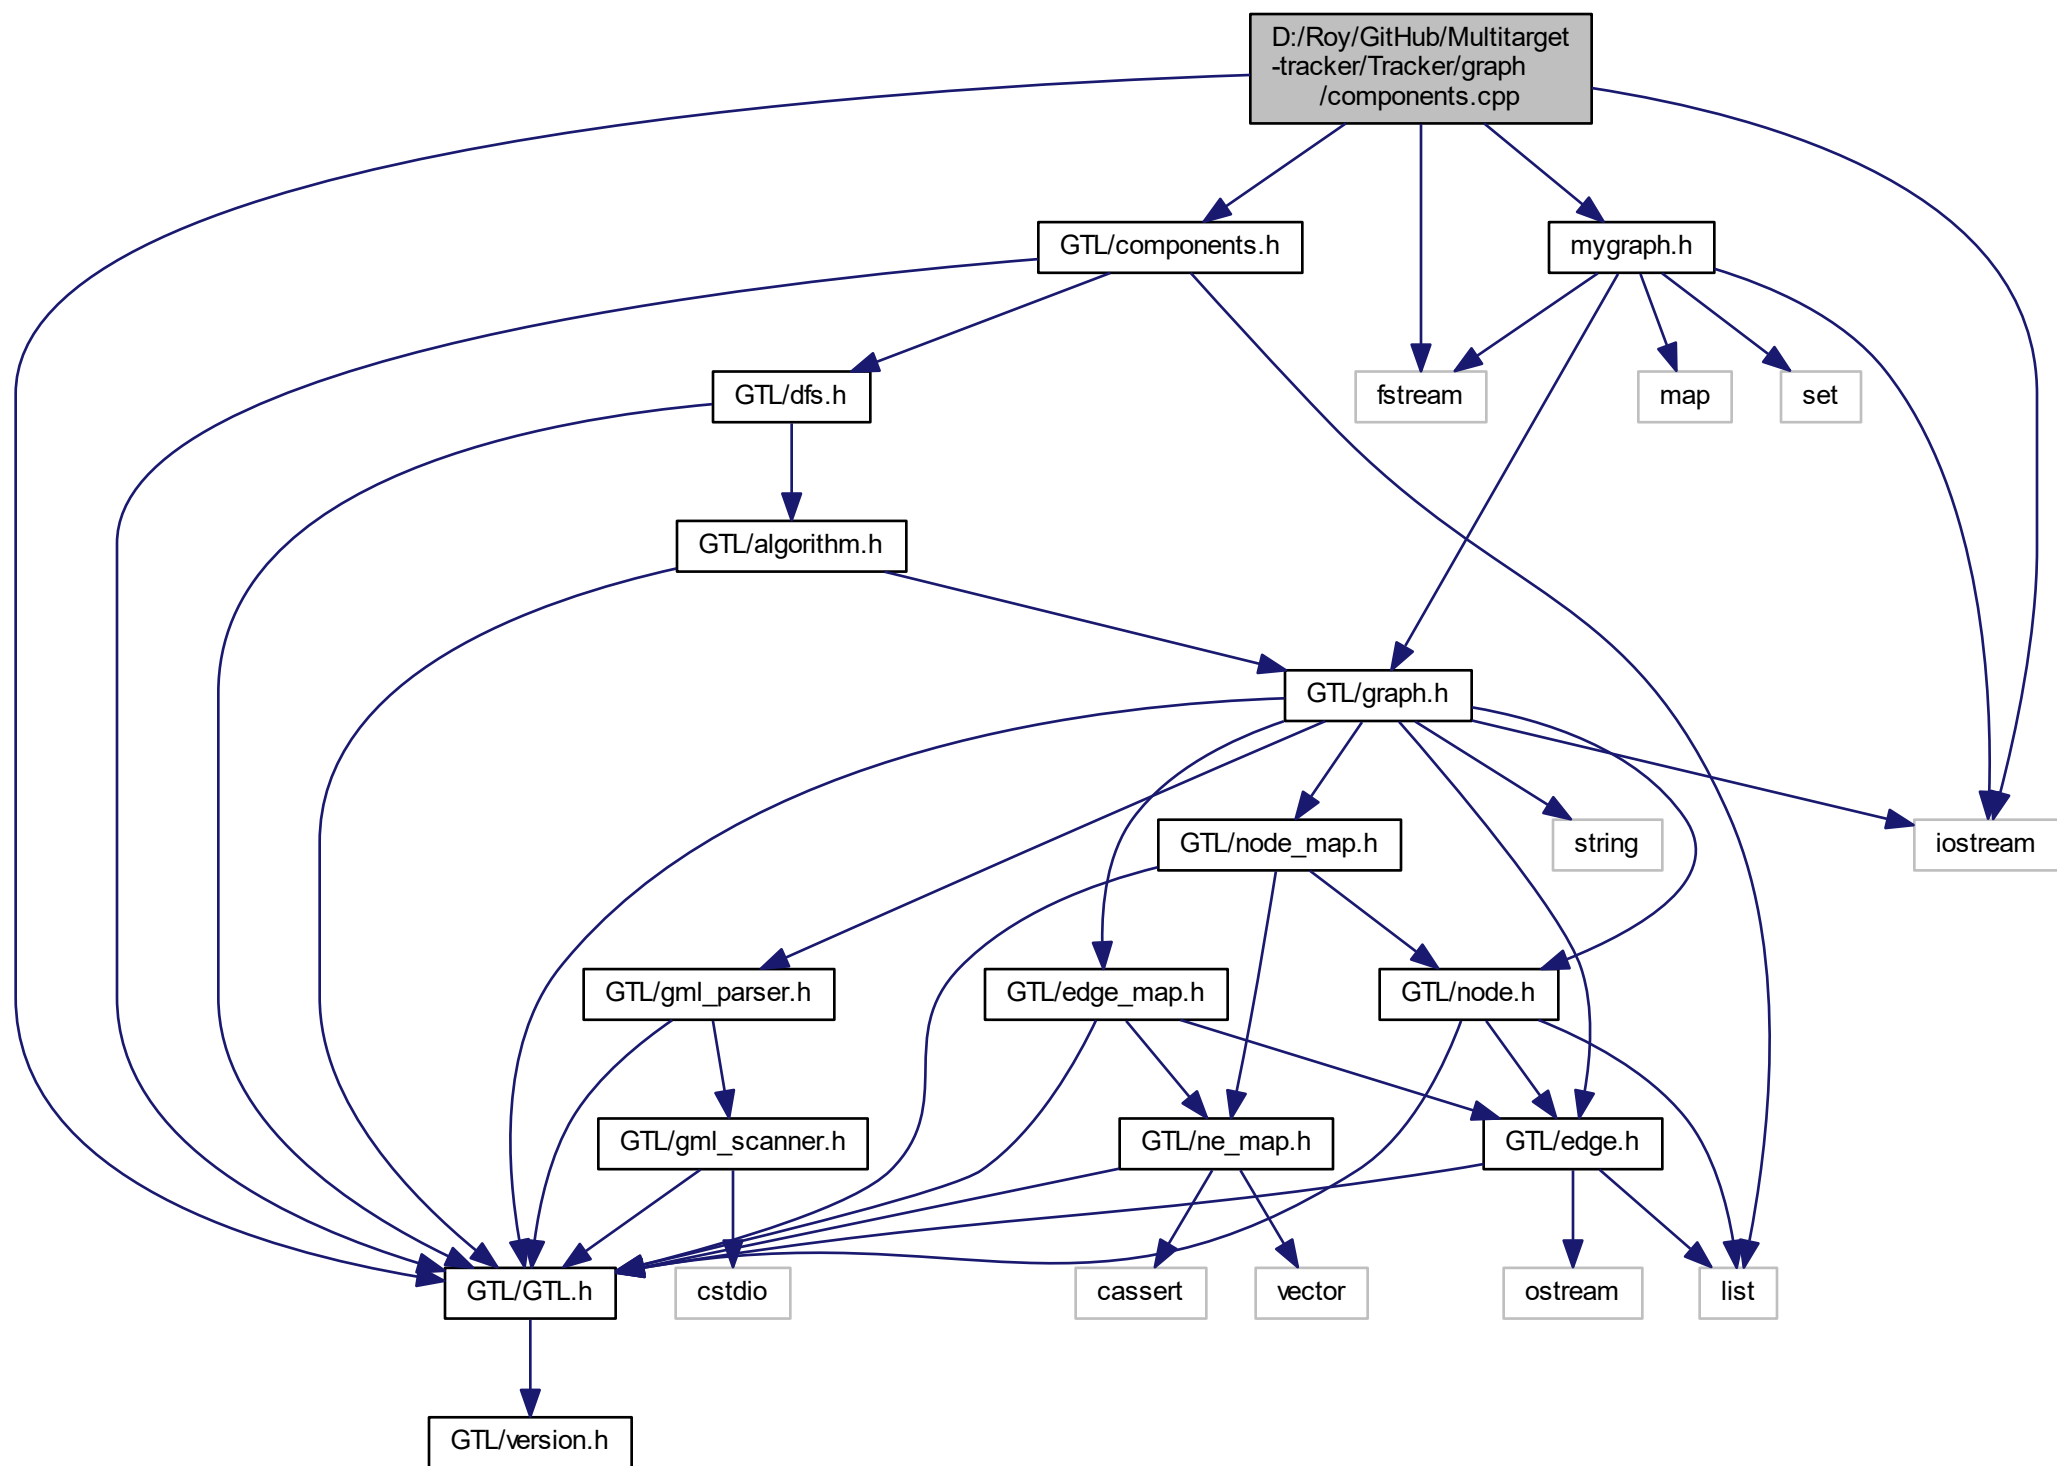 D:/Roy/GitHub/Multitarget
-tracker/Tracker/graph
/components.cpp
GTL/components.h
mygraph.h
GTL/dfs.h
fstream
map
set
GTL/algorithm.h
GTL/graph.h
GTL/node_map.h
string
iostream
GTL/gml_parser.h
GTL/edge_map.h
GTL/node.h
GTL/gml_scanner.h
GTL/ne_map.h
GTL/edge.h
GTL/GTL.h
cstdio
cassert
vector
ostream
list
GTL/version.h